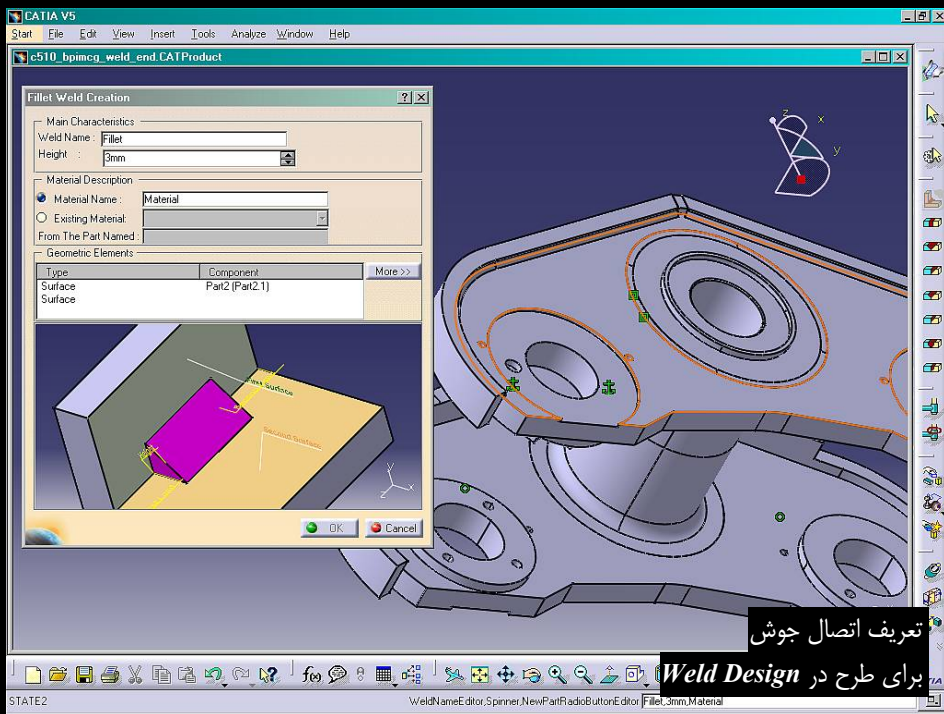 CATIA V5
Start File Edit View Insert Tools Analyze Window Help
c510_bpimcg_weld_end.CATProduct
Fillet Weld Creation
Main Characteristics
Weld Name : Fillet
Height : 3mm
Material Description
Material Name : Material
Existing Material:
From The Part Named :
Geometric Elements
Type Component More >>
Surface Part2 (Part2.1)
Surface
Second Surface
OK Cancel
z x
y
تعریف اتصال جوش
برای طرح در Weld Design
STATE2 WeldNameEditor,Spinner,NewPartRadioButtonEditor Fillet,3mm,Material